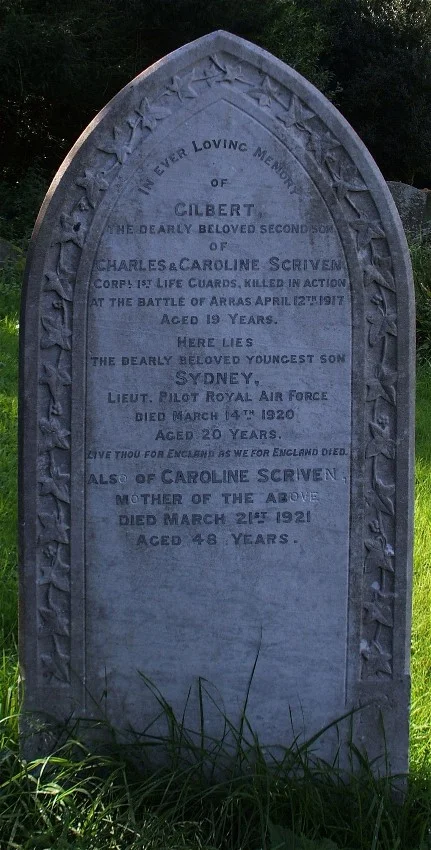 In Ever Loving Memory
OF
GILBERT,
THE DEARLY BELOVED SECOND SON
OF
CHARLES & CAROLINE SCRIVEN
CORPL 1ST LIFE GUARDS, KILLED IN ACTION
AT THE BATTLE OF ARRAS APRIL 12TH 1917
AGED 19 YEARS.
HERE LIES
THE DEARLY BELOVED YOUNGEST SON
SYDNEY,
LIEUT. PILOT ROYAL AIR FORCE
DIED MARCH 14TH 1920
AGED 20 YEARS.
LIVE THOU FOR ENGLAND AS WE FOR ENGLAND DIED.
ALSO OF CAROLINE SCRIVEN,
MOTHER OF THE ABOVE
DIED MARCH 21ST 1921
AGED 48 YEARS.